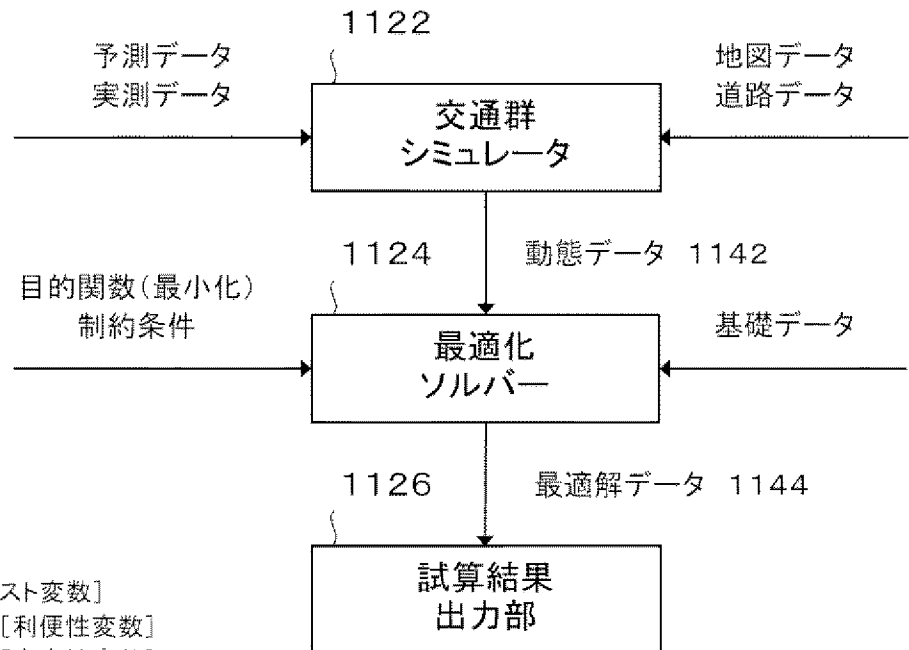 1122
予測データ
実測データ
地図データ
道路データ
交通群
シミュレータ
1124
動態データ 1142
目的関数(最小化)
制約条件
基礎データ
最適化
ソルバー
1126
最適解データ 1144
試算結果
出力部
スト変数]
[利便性変数]